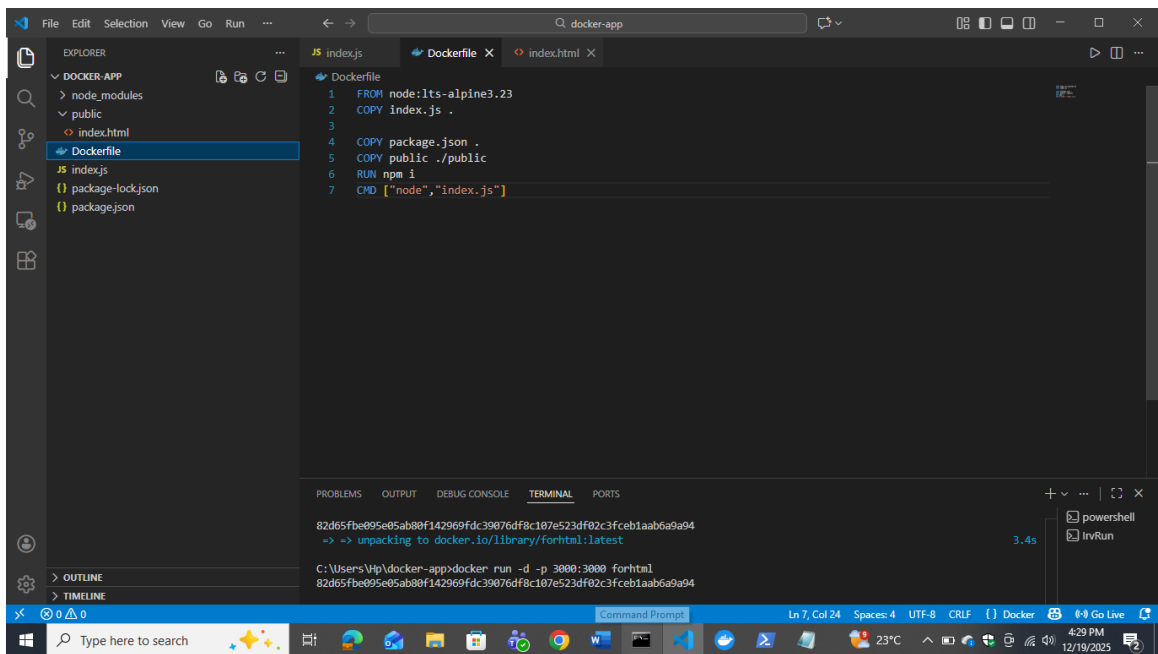 File Edit Selection View Go Run ···
docker-app
EXPLORER ···
JS index.js
Dockerfile
index.html
DOCKER-APP
node_modules
public
index.html
Dockerfile
JS index.js
{} package-lock.json
{} package.json
Dockerfile
1 FROM node:lts-alpine3.23
2 COPY index.js .
3
4 COPY package.json .
5 COPY public ./public
6 RUN npm i
7 CMD ["node","index.js"]
PROBLEMS OUTPUT DEBUG CONSOLE TERMINAL PORTS
82d65fbe095e05ab80f142969fdc39076df8c107e523df02c3fceb1aab6a9a94
=> => unpacking to docker.io/library/forhtml:latest 3.4s
C:\Users\Hp\docker-app>docker run -d -p 3000:3000 forhtml
82d65fbe095e05ab80f142969fdc39076df8c107e523df02c3fceb1aab6a9a94
powershell
IrvRun
OUTLINE
TIMELINE
0 0
Command Prompt
Ln 7, Col 24 Spaces: 4 UTF-8 CRLF {} Docker Go Live
Type here to search
23°C
4:29 PM
12/19/2025
2